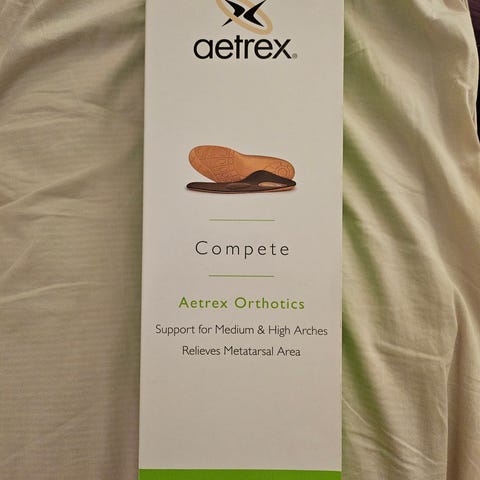 aetrex®
Compete
Aetrex Orthotics
Support for Medium & High Arches
Relieves Metatarsal Area